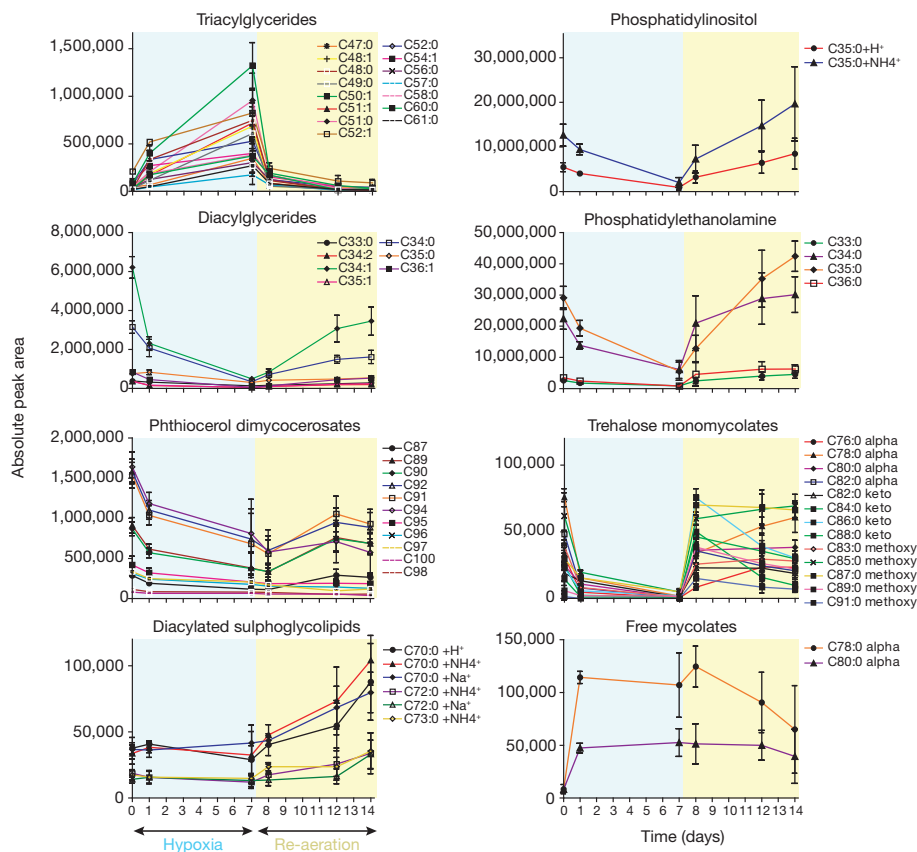 Absolute peak area
Triacylglycerides
1,500,000
1,000,000
500,000
0
C47:0
C48:1
C48:0
C49:0
C50:1
C51:1
C51:0
C52:1
C52:0
C54:1
C56:0
C57:0
C58:0
C60:0
C61:0
Phosphatidylinositol
30,000,000
20,000,000
10,000,000
0
C35:0+H⁺
C35:0+NH4⁺
Diacylglycerides
8,000,000
6,000,000
4,000,000
2,000,000
0
C33:0
C34:2
C34:1
C35:1
C34:0
C35:0
C36:1
Phosphatidylethanolamine
50,000,000
40,000,000
30,000,000
20,000,000
10,000,000
0
C33:0
C34:0
C35:0
C36:0
Phthiocerol dimycocerosates
2,000,000
1,500,000
1,000,000
500,000
0
C87
C89
C90
C92
C91
C94
C95
C96
C97
C100
C98
Trehalose monomycolates
100,000
50,000
0
C76:0 alpha
C78:0 alpha
C80:0 alpha
C82:0 alpha
C82:0 keto
C84:0 keto
C86:0 keto
C88:0 keto
C83:0 methoxy
C85:0 methoxy
C87:0 methoxy
C89:0 methoxy
C91:0 methoxy
Diacylated sulphoglycolipids
100,000
50,000
0
C70:0 +H⁺
C70:0 +NH4⁺
C70:0 +Na⁺
C72:0 +NH4⁺
C72:0 +Na⁺
C73:0 +NH4⁺
0 1 2 3 4 5 6 7 8 9 10 11 12 13 14
Hypoxia
Re-aeration
Free mycolates
150,000
100,000
50,000
0
C78:0 alpha
C80:0 alpha
0 1 2 3 4 5 6 7 8 9 10 11 12 13 14
Time (days)